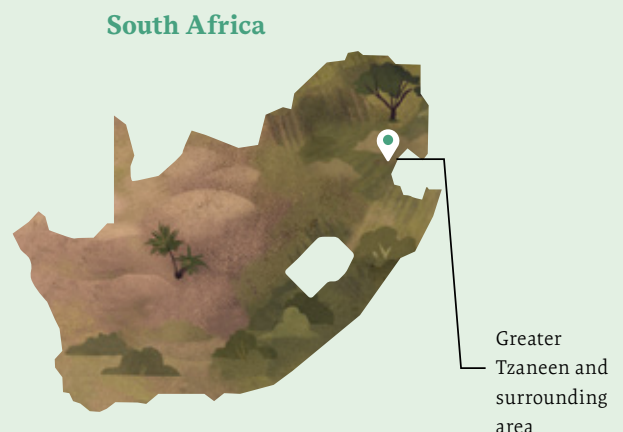 South Africa
Greater
Tzaneen and
surrounding
area